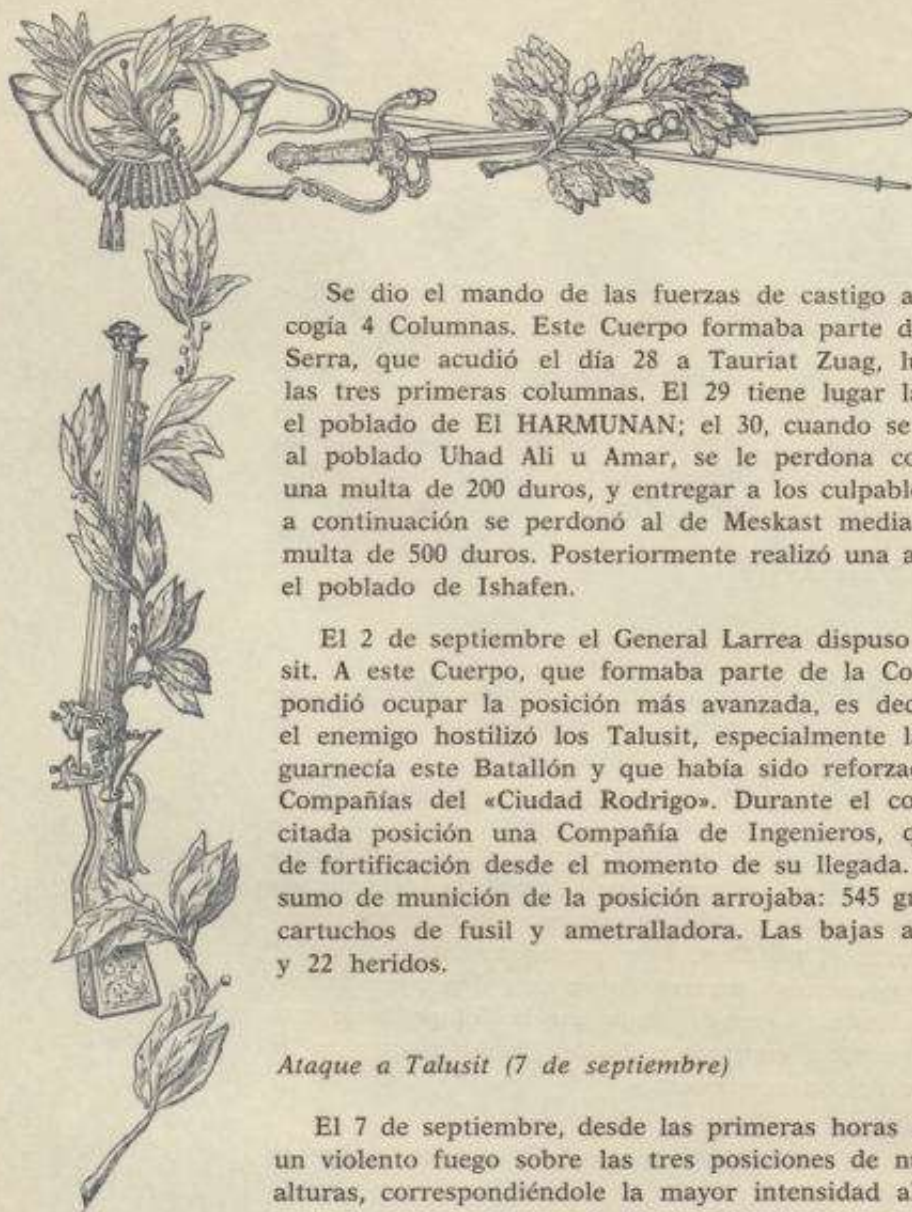 Se dio el mando de las fuerzas de castigo a
cogía 4 Columnas. Este Cuerpo formaba parte d
Serra, que acudió el día 28 a Tauriat Zuag, h
las tres primeras columnas. El 29 tiene lugar l
el poblado de El HARMUNAN; el 30, cuando se
al poblado Uhad Ali u Amar, se le perdona co
una multa de 200 duros, y entregar a los culpabl
a continuación se perdonó al de Meskast media
multa de 500 duros. Posteriormente realizó una a
el poblado de Ishafen.
El 2 de septiembre el General Larrea dispuso
sit. A este Cuerpo, que formaba parte de la Co
pondió ocupar la posición más avanzada, es dec
el enemigo hostilizó los Talusit, especialmente l
guarnecía este Batallón y que había sido reforza
Compañías del «Ciudad Rodrigo». Durante el co
citada posición una Compañía de Ingenieros, q
de fortificación desde el momento de su llegada.
sumo de munición de la posición arrojaba: 545 gr
cartuchos de fusil y ametralladora. Las bajas a
y 22 heridos.
Ataque a Talusit (7 de septiembre)
El 7 de septiembre, desde las primeras horas
un violento fuego sobre las tres posiciones de nu
alturas, correspondiéndole la mayor intensidad al